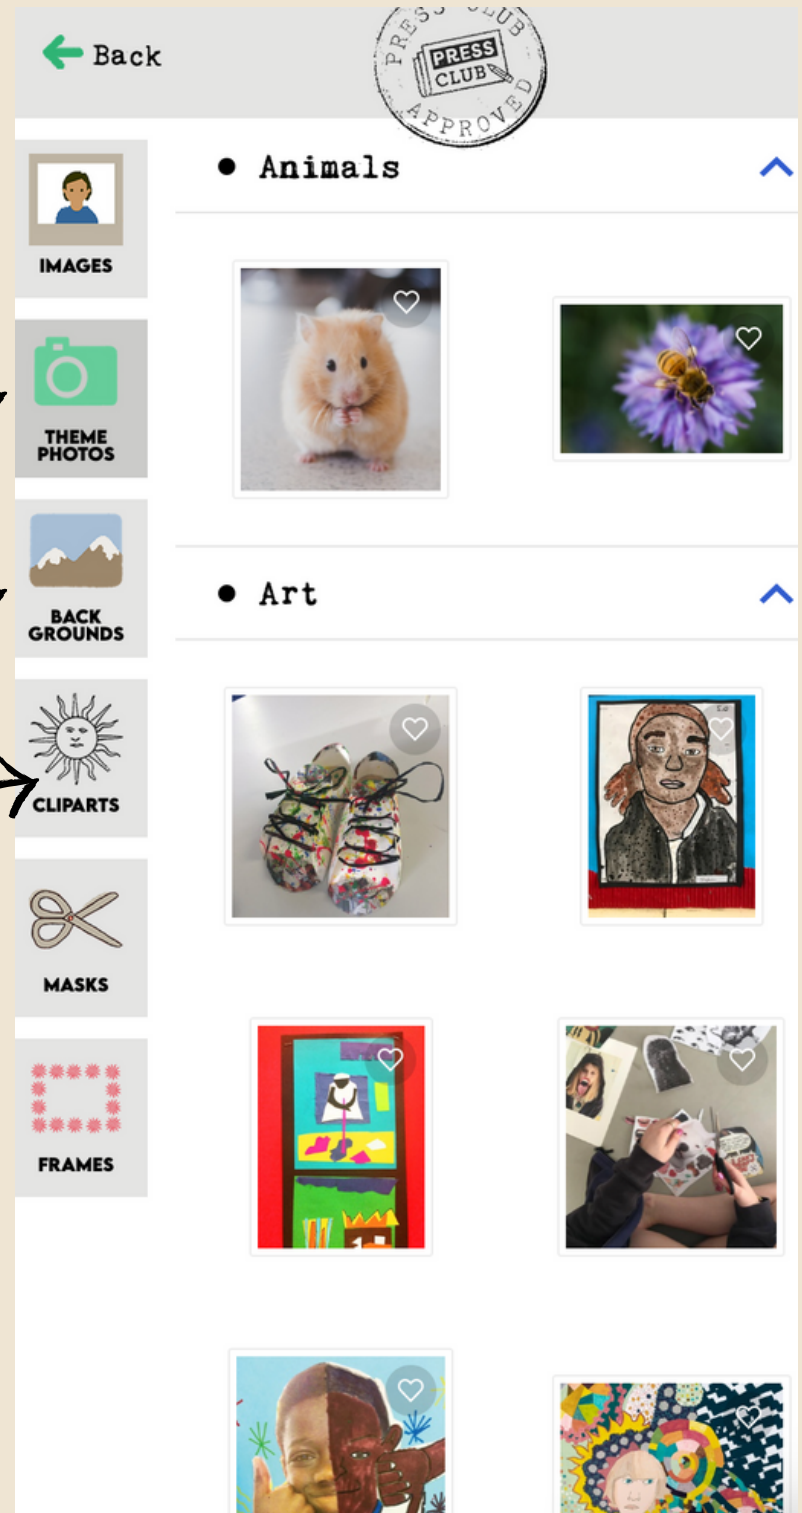 Back
PRESS CLUB
PRESS
CLUB
APPROVED
IMAGES
THEME
PHOTOS
BACK
GROUNDS
CLIPARTS
MASKS
FRAMES
Animals
Art